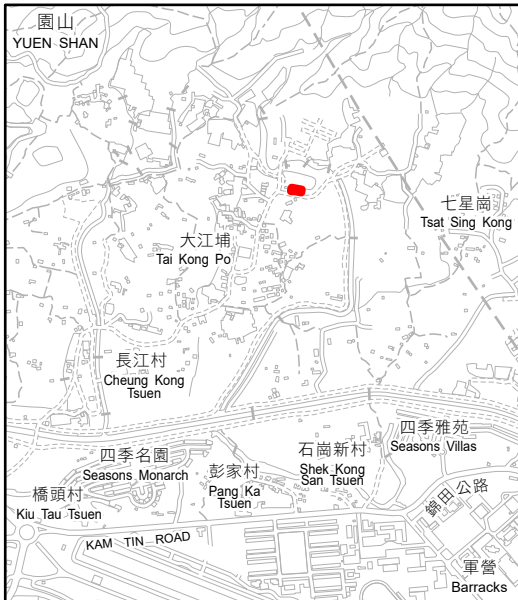 園山
YUEN SHAN
七星崗
Tsat Sing Kong
大江埔
Tai Kong Po
長江村
Cheung Kong
Tsuen
四季名園
Seasons Monarch
彭家村
Pang Ka
Tsuen
石崗新村
Shek Kong
San Tsuen
四季雅苑
Seasons Villas
橋頭村
Kiu Tau Tsuen
錦田公路
KAM TIN ROAD
軍營
Barracks